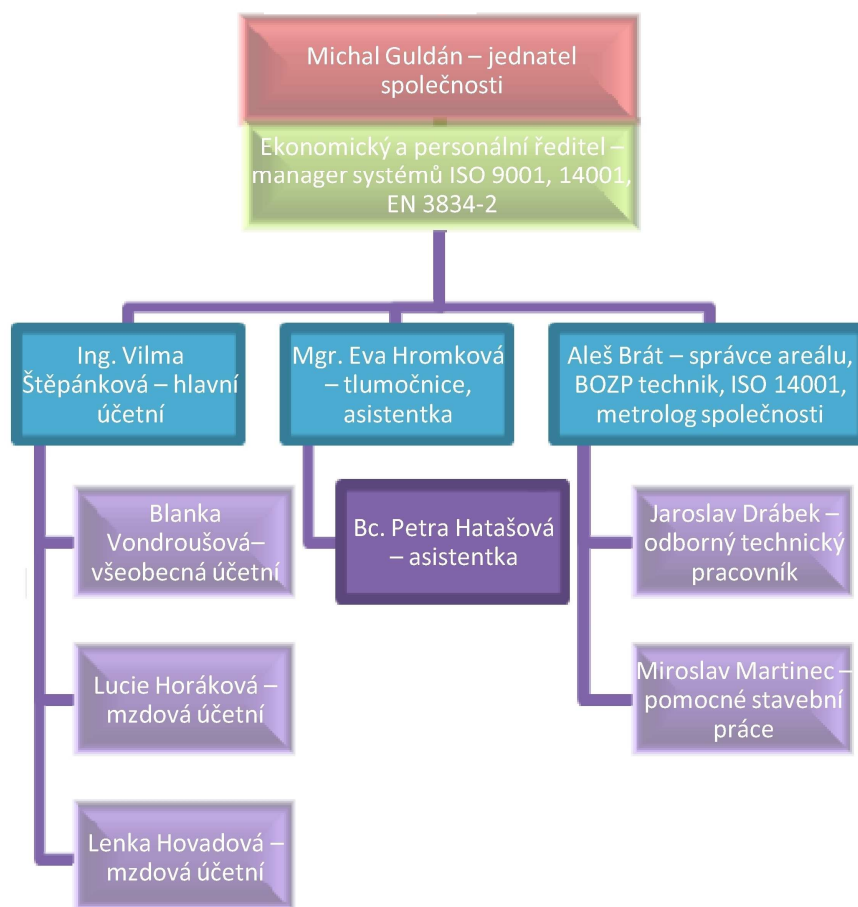 Michal Guldán – jednatel
společnosti
Ekonomický a personální ředitel –
manager systémů ISO 9001, 14001,
EN 3834-2
Ing. Vilma
Štěpánková – hlavní
účetní
Mgr. Eva Hromková
– tlumočnice,
asistentka
Aleš Brát – správce areálu,
BOZP technik, ISO 14001,
metrolog společnosti
Blanka
Vondroušová–
všeobecná účetní
Lucie Horáková –
mzdová účetní
Lenka Hovadová –
mzdová účetní
Bc. Petra Hatašová
– asistentka
Jaroslav Drábek –
odborný technický
pracovník
Miroslav Martinec –
pomocné stavební
práce